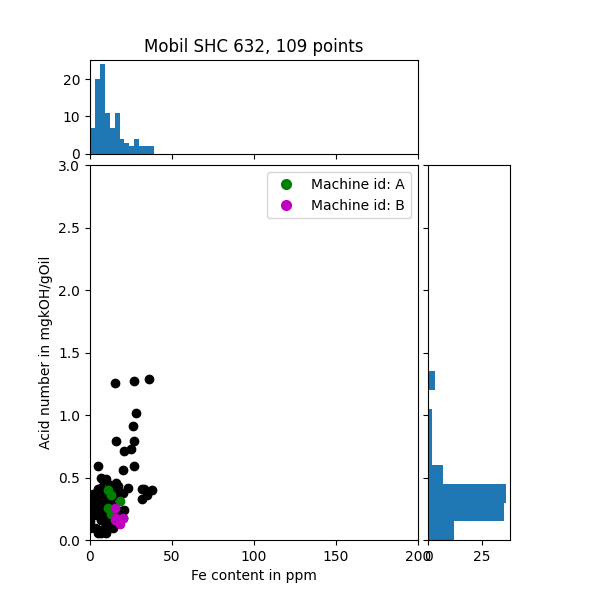 Mobil SHC 632, 109 points
20
10
0
3.0
2.5
2.0
1.5
1.0
0.5
0.0
Acid number in mgkOH/gOil
Machine id: A
Machine id: B
0 50 100 150 200
0 25
Fe content in ppm